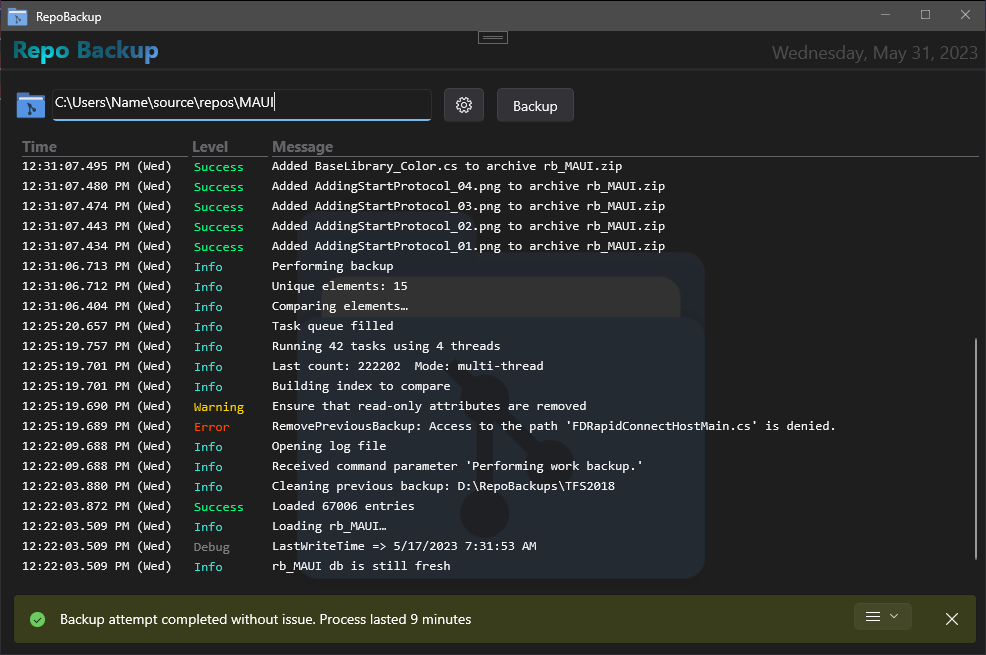 RepoBackup
Repo Backup
Wednesday, May 31, 2023
C:\Users\Name\source\repos\MAUI
Backup
Time Level Message
12:31:07.495 PM (Wed) Success Added BaseLibrary_Color.cs to archive rb_MAUI.zip
12:31:07.480 PM (Wed) Success Added AddingStartProtocol_04.png to archive rb_MAUI.zip
12:31:07.474 PM (Wed) Success Added AddingStartProtocol_03.png to archive rb_MAUI.zip
12:31:07.443 PM (Wed) Success Added AddingStartProtocol_02.png to archive rb_MAUI.zip
12:31:07.434 PM (Wed) Success Added AddingStartProtocol_01.png to archive rb_MAUI.zip
12:31:06.713 PM (Wed) Info Performing backup
12:31:06.712 PM (Wed) Info Unique elements: 15
12:31:06.404 PM (Wed) Info Comparing elements…
12:25:20.657 PM (Wed) Info Task queue filled
12:25:19.757 PM (Wed) Info Running 42 tasks using 4 threads
12:25:19.701 PM (Wed) Info Last count: 222202  Mode: multi-thread
12:25:19.701 PM (Wed) Info Building index to compare
12:25:19.690 PM (Wed) Warning Ensure that read-only attributes are removed
12:25:19.689 PM (Wed) Error RemovePreviousBackup: Access to the path 'FDRapidConnectHostMain.cs' is denied.
12:22:09.688 PM (Wed) Info Opening log file
12:22:09.688 PM (Wed) Info Received command parameter 'Performing work backup.'
12:22:03.880 PM (Wed) Info Cleaning previous backup: D:\RepoBackups\TFS2018
12:22:03.872 PM (Wed) Success Loaded 67006 entries
12:22:03.509 PM (Wed) Info Loading rb_MAUI…
12:22:03.509 PM (Wed) Debug LastWriteTime => 5/17/2023 7:31:53 AM
12:22:03.509 PM (Wed) Info rb_MAUI db is still fresh
Backup attempt completed without issue. Process lasted 9 minutes